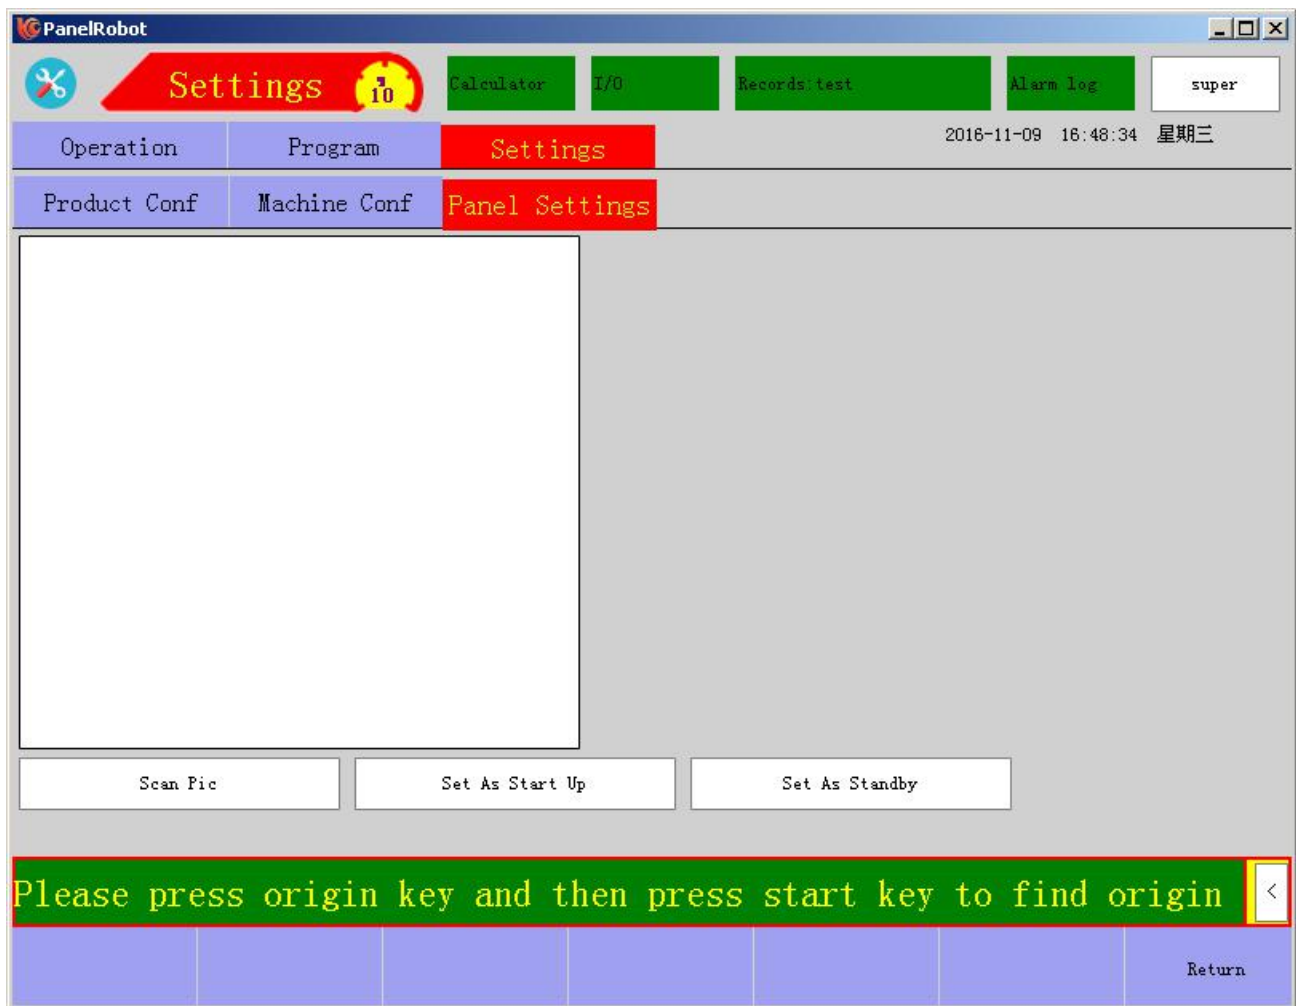 PanelRobot
Settings 10 Calculator I/O Records:test Alarm log super
Operation Program Settings 2016-11-09 16:48:34 星期三
Product Conf Machine Conf Panel Settings
Scan Pic Set As Start Up Set As Standby
Please press origin key and then press start key to find origin <
Return